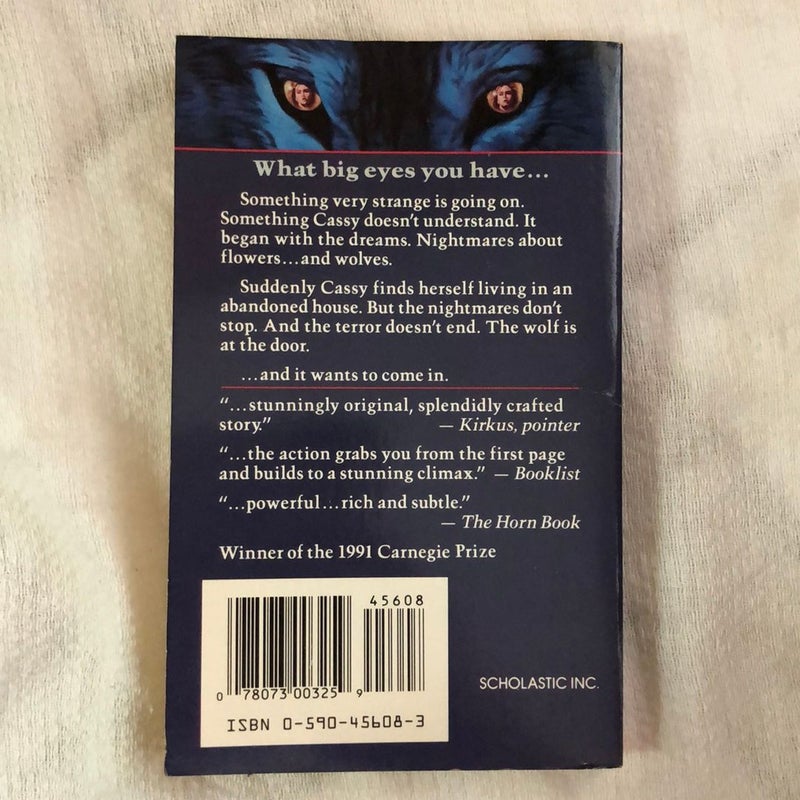 What big eyes you have...
Something very strange is going on.
Something Cassy doesn't understand. It
began with the dreams. Nightmares about
flowers...and wolves.
Suddenly Cassy finds herself living in an
abandoned house. But the nightmares don't
stop. And the terror doesn't end. The wolf is
at the door.
...and it wants to come in.
"...stunningly original, splendidly crafted
story." — Kirkus, pointer
"...the action grabs you from the first page
and builds to a stunning climax." — Booklist
"...powerful...rich and subtle."
— The Horn Book
Winner of the 1991 Carnegie Prize
45608
0 78073 00325 9
ISBN 0-590-45608-3
SCHOLASTIC INC.